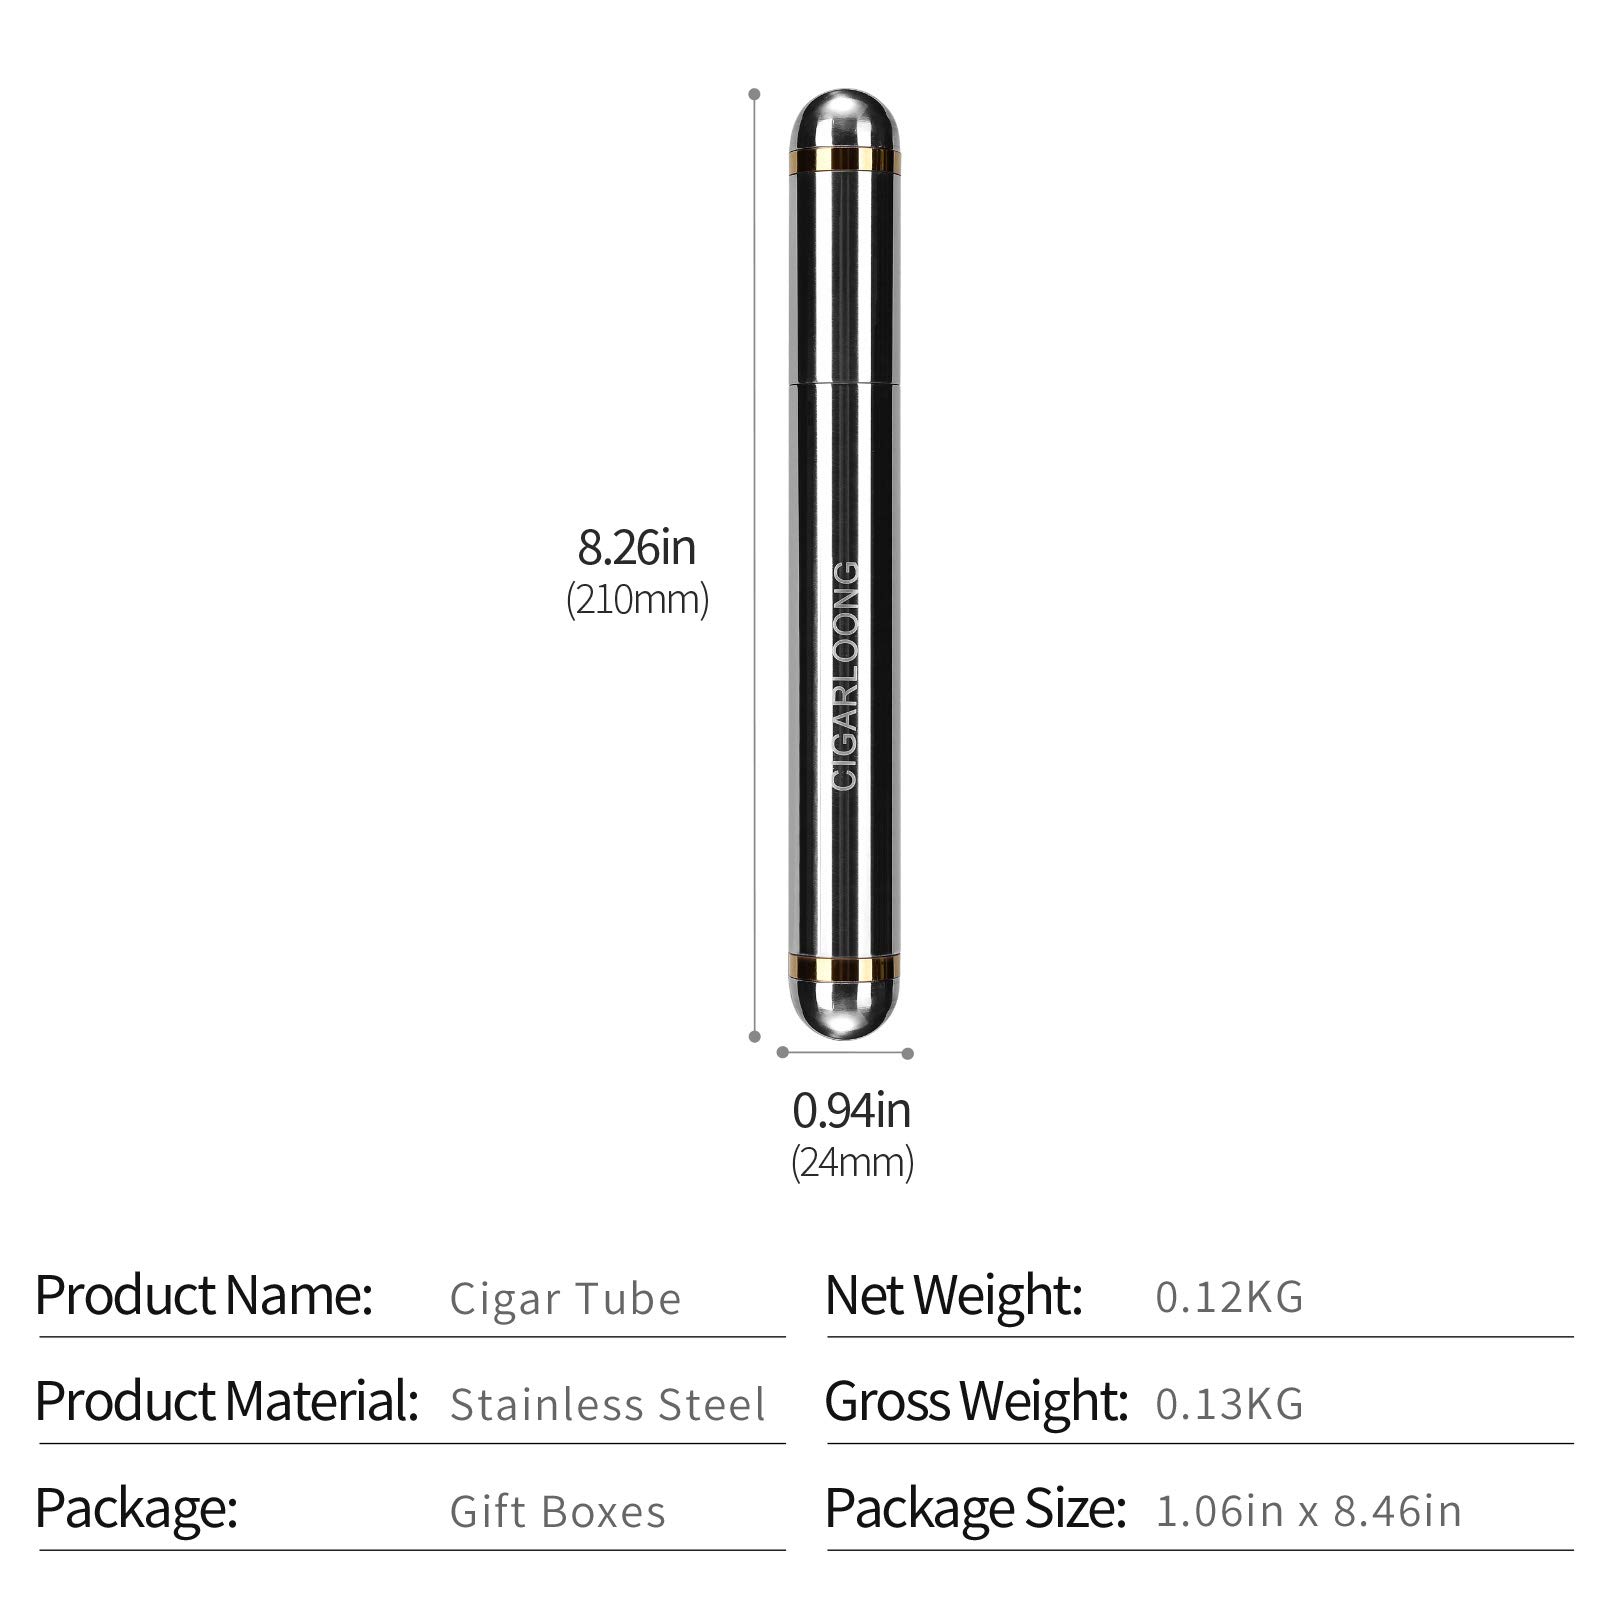 8.26in
(210mm)
CIGARLOONG
0.94in
(24mm)
Product Name: Cigar Tube
Net Weight: 0.12KG
Product Material: Stainless Steel
Gross Weight: 0.13KG
Package: Gift Boxes
Package Size: 1.06in x 8.46in